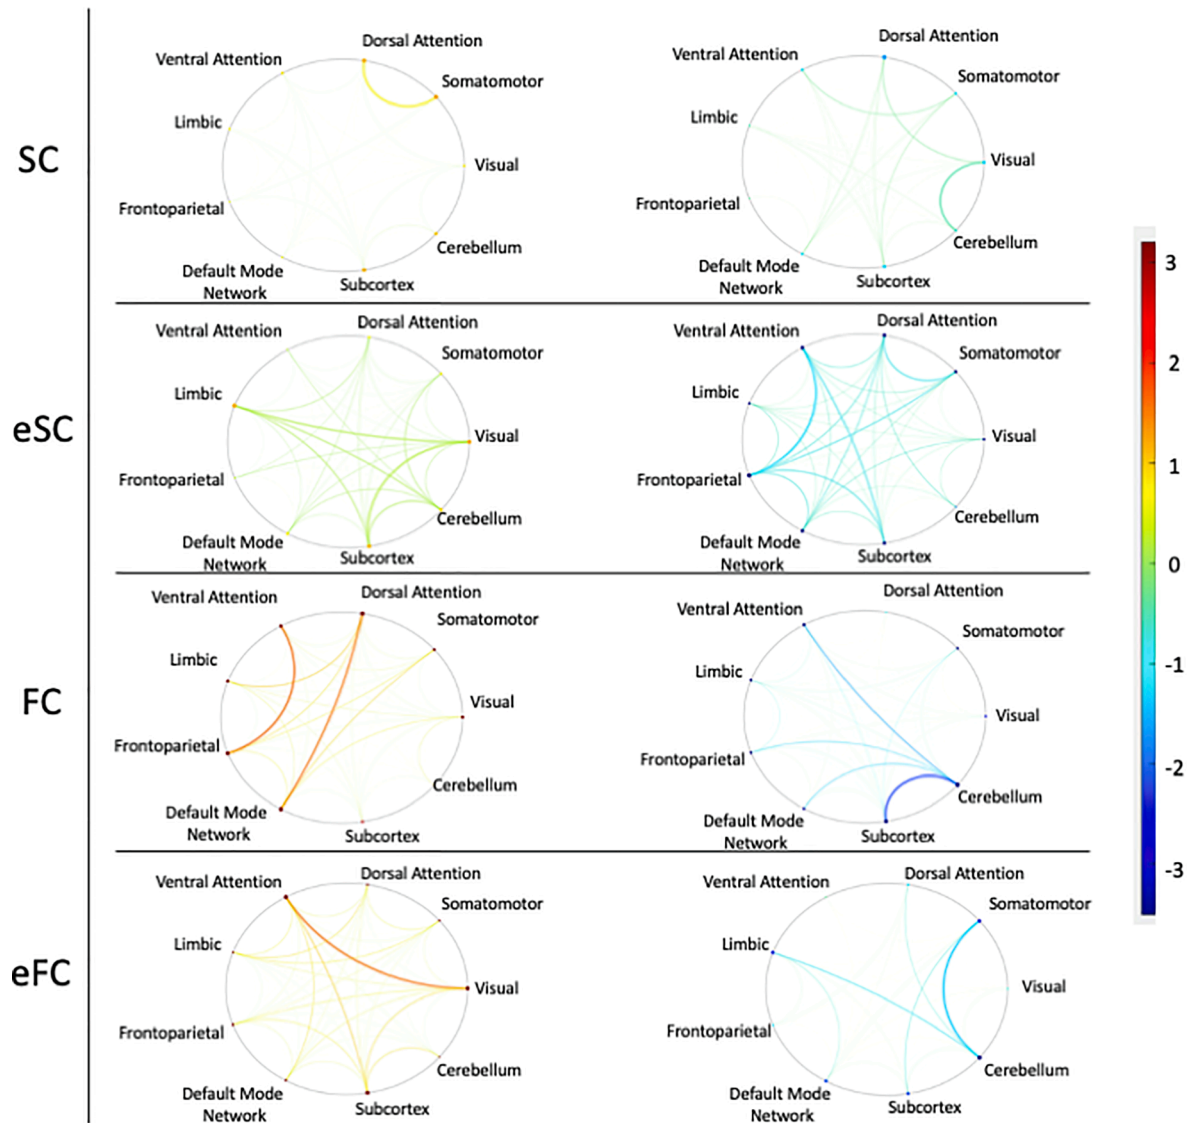 SC
Dorsal Attention
Ventral Attention
Somatomotor
Limbic
Visual
Frontoparietal
Cerebellum
Default Mode
Network
Subcortex
Dorsal Attention
Ventral Attention
Somatomotor
Limbic
Visual
Frontoparietal
Cerebellum
Default Mode
Network
Subcortex
eSC
Dorsal Attention
Ventral Attention
Somatomotor
Limbic
Visual
Frontoparietal
Cerebellum
Default Mode
Network
Subcortex
Dorsal Attention
Ventral Attention
Somatomotor
Limbic
Visual
Frontoparietal
Cerebellum
Default Mode
Network
Subcortex
FC
Dorsal Attention
Ventral Attention
Somatomotor
Limbic
Visual
Frontoparietal
Cerebellum
Default Mode
Network
Subcortex
Dorsal Attention
Ventral Attention
Somatomotor
Limbic
Visual
Frontoparietal
Cerebellum
Default Mode
Network
Subcortex
eFC
Dorsal Attention
Ventral Attention
Somatomotor
Limbic
Visual
Frontoparietal
Cerebellum
Default Mode
Network
Subcortex
Dorsal Attention
Ventral Attention
Somatomotor
Limbic
Visual
Frontoparietal
Cerebellum
Default Mode
Network
Subcortex
3
2
1
0
-1
-2
-3